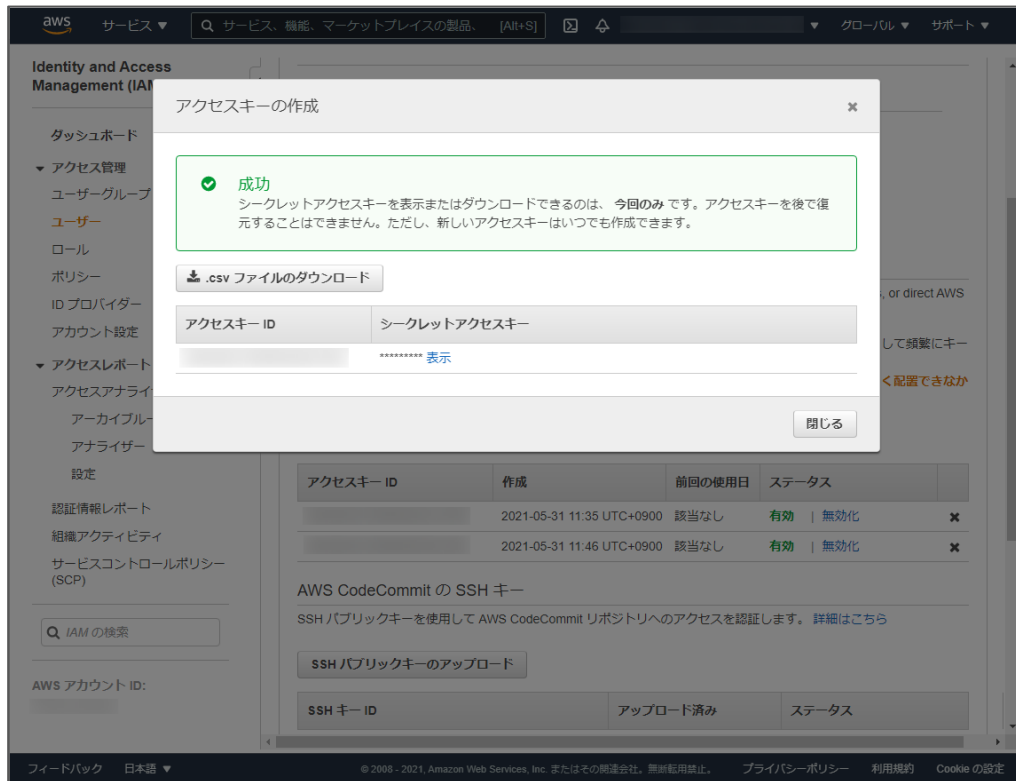 aws サービス ▼ サービス、機能、マーケットプレイスの製品、 [Alt+S] グローバル ▼ サポート ▼
Identity and Access
Management (IAM
ダッシュボード
アクセス管理
ユーザーグループ
ユーザー
ロール
ポリシー
ID プロバイダー
アカウント設定
アクセスレポート
アクセスアナライ
アーカイブルー
アナライザー
設定
認証情報レポート
組織アクティビティ
サービスコントロールポリシー
(SCP)
IAM の検索
AWS アカウント ID:
アクセスキーの作成
成功
シークレットアクセスキーを表示またはダウンロードできるのは、 今回のみ です。アクセスキーを後で復
元することはできません。ただし、新しいアクセスキーはいつでも作成できます。
.csv ファイルのダウンロード
アクセスキー ID シークレットアクセスキー
********* 表示
閉じる
, or direct AWS
して頻繁にキー
く配置できなか
アクセスキー ID 作成 前回の使用日 ステータス
2021-05-31 11:35 UTC+0900 該当なし 有効 | 無効化
2021-05-31 11:46 UTC+0900 該当なし 有効 | 無効化
AWS CodeCommit の SSH キー
SSH パブリックキーを使用して AWS CodeCommit リポジトリへのアクセスを認証します。 詳細はこちら
SSH パブリックキーのアップロード
SSH キー ID アップロード済み ステータス
フィードバック 日本語 ▼ © 2008 - 2021, Amazon Web Services, Inc. またはその関連会社。無断転用禁止。 プライバシーポリシー 利用規約 Cookie の設定